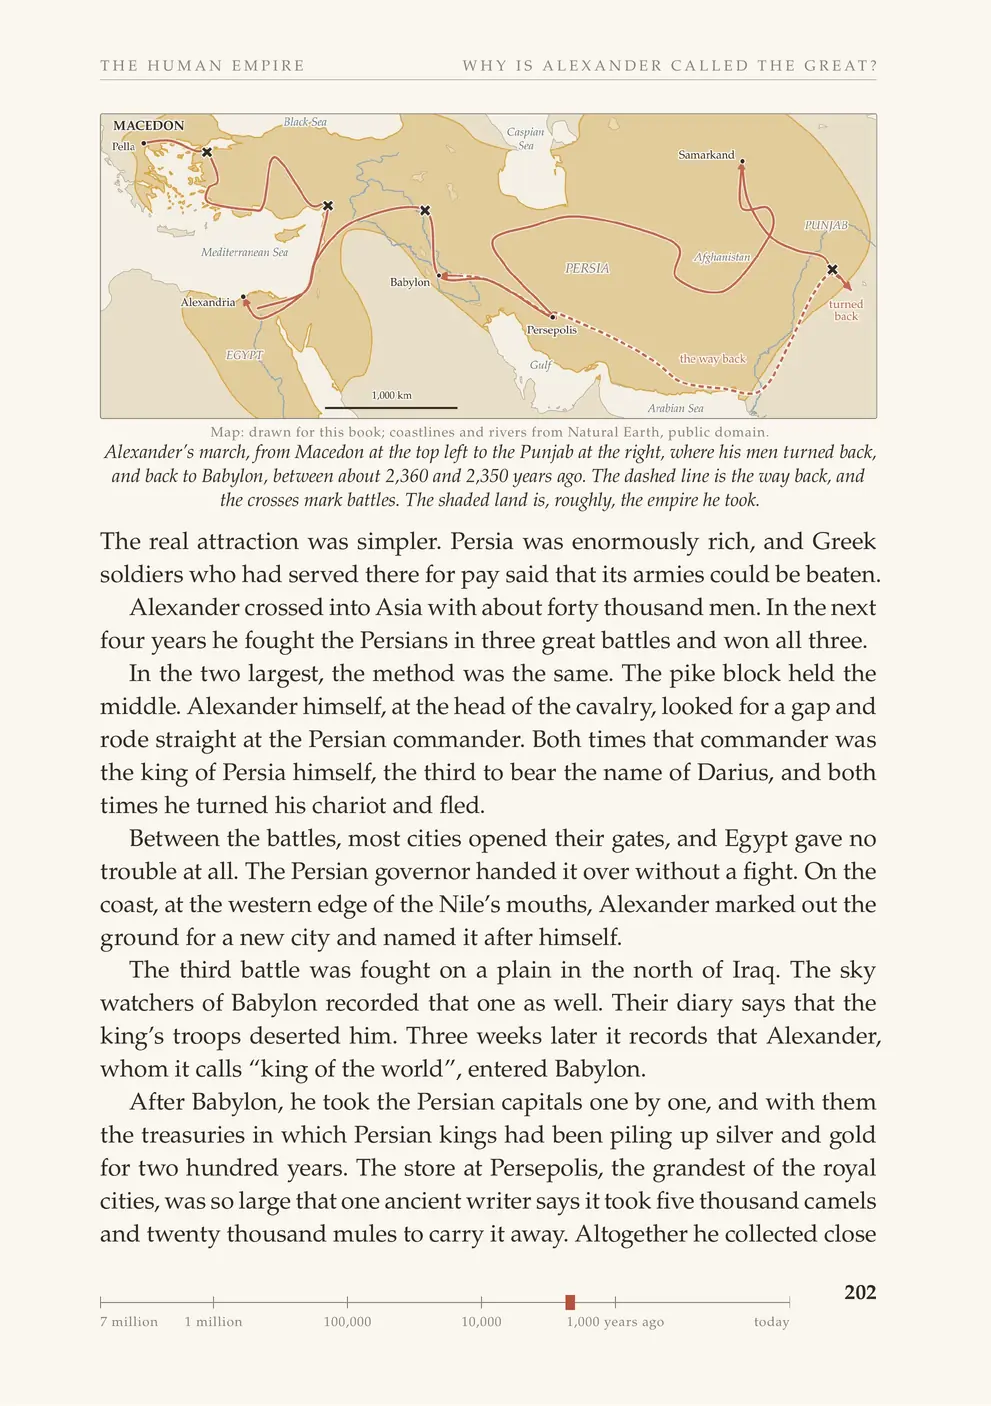 THE HUMAN EMPIRE
WHY IS ALEXANDER CALLED THE GREAT?
MACEDON
Pella
Black Sea
Caspian
Sea
Samarkand
PUNJAB
Mediterranean Sea
PERSIA
Afghanistan
Babylon
Alexandria
turned
back
Persepolis
EGYPT
the way back
Gulf
1,000 km
Arabian Sea
Map: drawn for this book; coastlines and rivers from Natural Earth, public domain.
Alexander's march, from Macedon at the top left to the Punjab at the right, where his men turned back,
and back to Babylon, between about 2,360 and 2,350 years ago. The dashed line is the way back, and
the crosses mark battles. The shaded land is, roughly, the empire he took.
The real attraction was simpler. Persia was enormously rich, and Greek
soldiers who had served there for pay said that its armies could be beaten.
Alexander crossed into Asia with about forty thousand men. In the next
four years he fought the Persians in three great battles and won all three.
In the two largest, the method was the same. The pike block held the
middle. Alexander himself, at the head of the cavalry, looked for a gap and
rode straight at the Persian commander. Both times that commander was
the king of Persia himself, the third to bear the name of Darius, and both
times he turned his chariot and fled.
Between the battles, most cities opened their gates, and Egypt gave no
trouble at all. The Persian governor handed it over without a fight. On the
coast, at the western edge of the Nile's mouths, Alexander marked out the
ground for a new city and named it after himself.
The third battle was fought on a plain in the north of Iraq. The sky
watchers of Babylon recorded that one as well. Their diary says that the
king's troops deserted him. Three weeks later it records that Alexander,
whom it calls “king of the world”, entered Babylon.
After Babylon, he took the Persian capitals one by one, and with them
the treasuries in which Persian kings had been piling up silver and gold
for two hundred years. The store at Persepolis, the grandest of the royal
cities, was so large that one ancient writer says it took five thousand camels
and twenty thousand mules to carry it away. Altogether he collected close
202
7 million
1 million
100,000
10,000
1,000 years ago
today